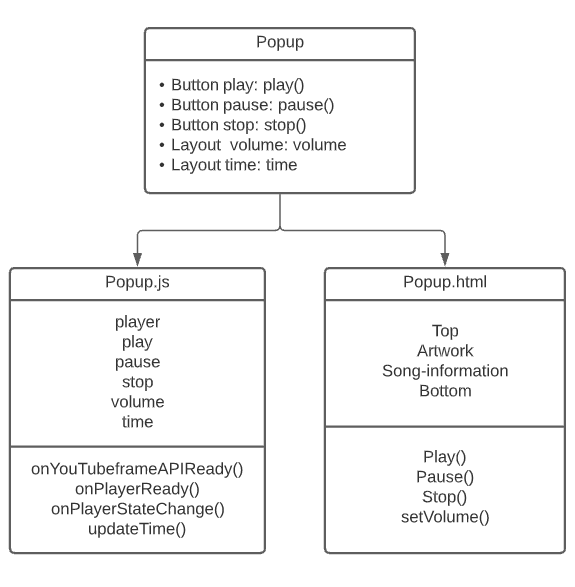 Popup
• Button play: play()
• Button pause: pause()
• Button stop: stop()
• Layout  volume: volume
• Layout time: time
Popup.js
player
play
pause
stop
volume
time
onYouTubeframeAPIReady()
onPlayerReady()
onPlayerStateChange()
updateTime()
Popup.html
Top
Artwork
Song-information
Bottom
Play()
Pause()
Stop()
setVolume()